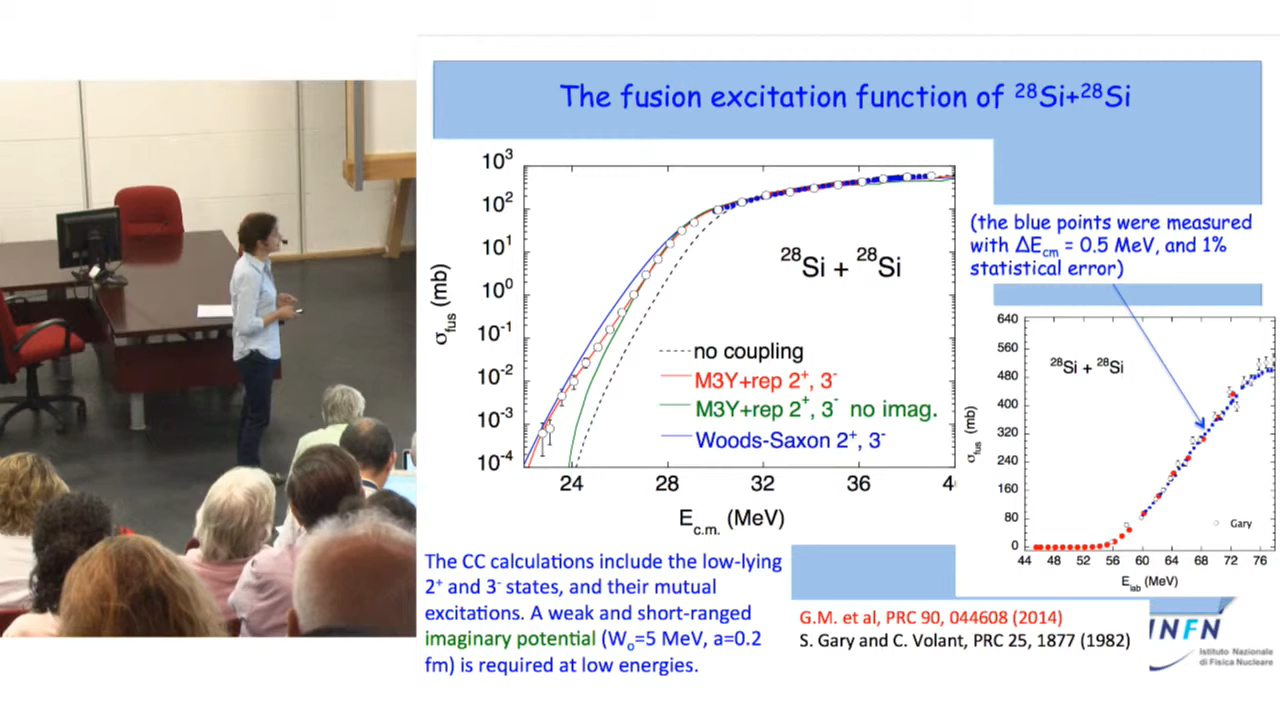 The fusion excitation function of ²⁸Si+²⁸Si
10³
10²
10¹
10⁰
10⁻¹
10⁻²
10⁻³
10⁻⁴
σfus (mb)
²⁸Si + ²⁸Si
no coupling
M3Y+rep 2⁺, 3⁻
M3Y+rep 2⁺, 3⁻ no imag.
Woods-Saxon 2⁺, 3⁻
24 28 32 36
E c.m. (MeV)
(the blue points were measured
with ΔEcm = 0.5 MeV, and 1%
statistical error)
640
560
480
400
320
240
160
80
0
σfus (mb)
²⁸Si + ²⁸Si
Gary
44 48 52 56 60 64 68 72 76
Elab (MeV)
The CC calculations include the low-lying
2⁺ and 3⁻ states, and their mutual
excitations. A weak and short-ranged
imaginary potential (Wo=5 MeV, a=0.2
fm) is required at low energies.
G.M. et al, PRC 90, 044608 (2014)
S. Gary and C. Volant, PRC 25, 1877 (1982)
INFN
Istituto Nazionale
di Fisica Nucleare